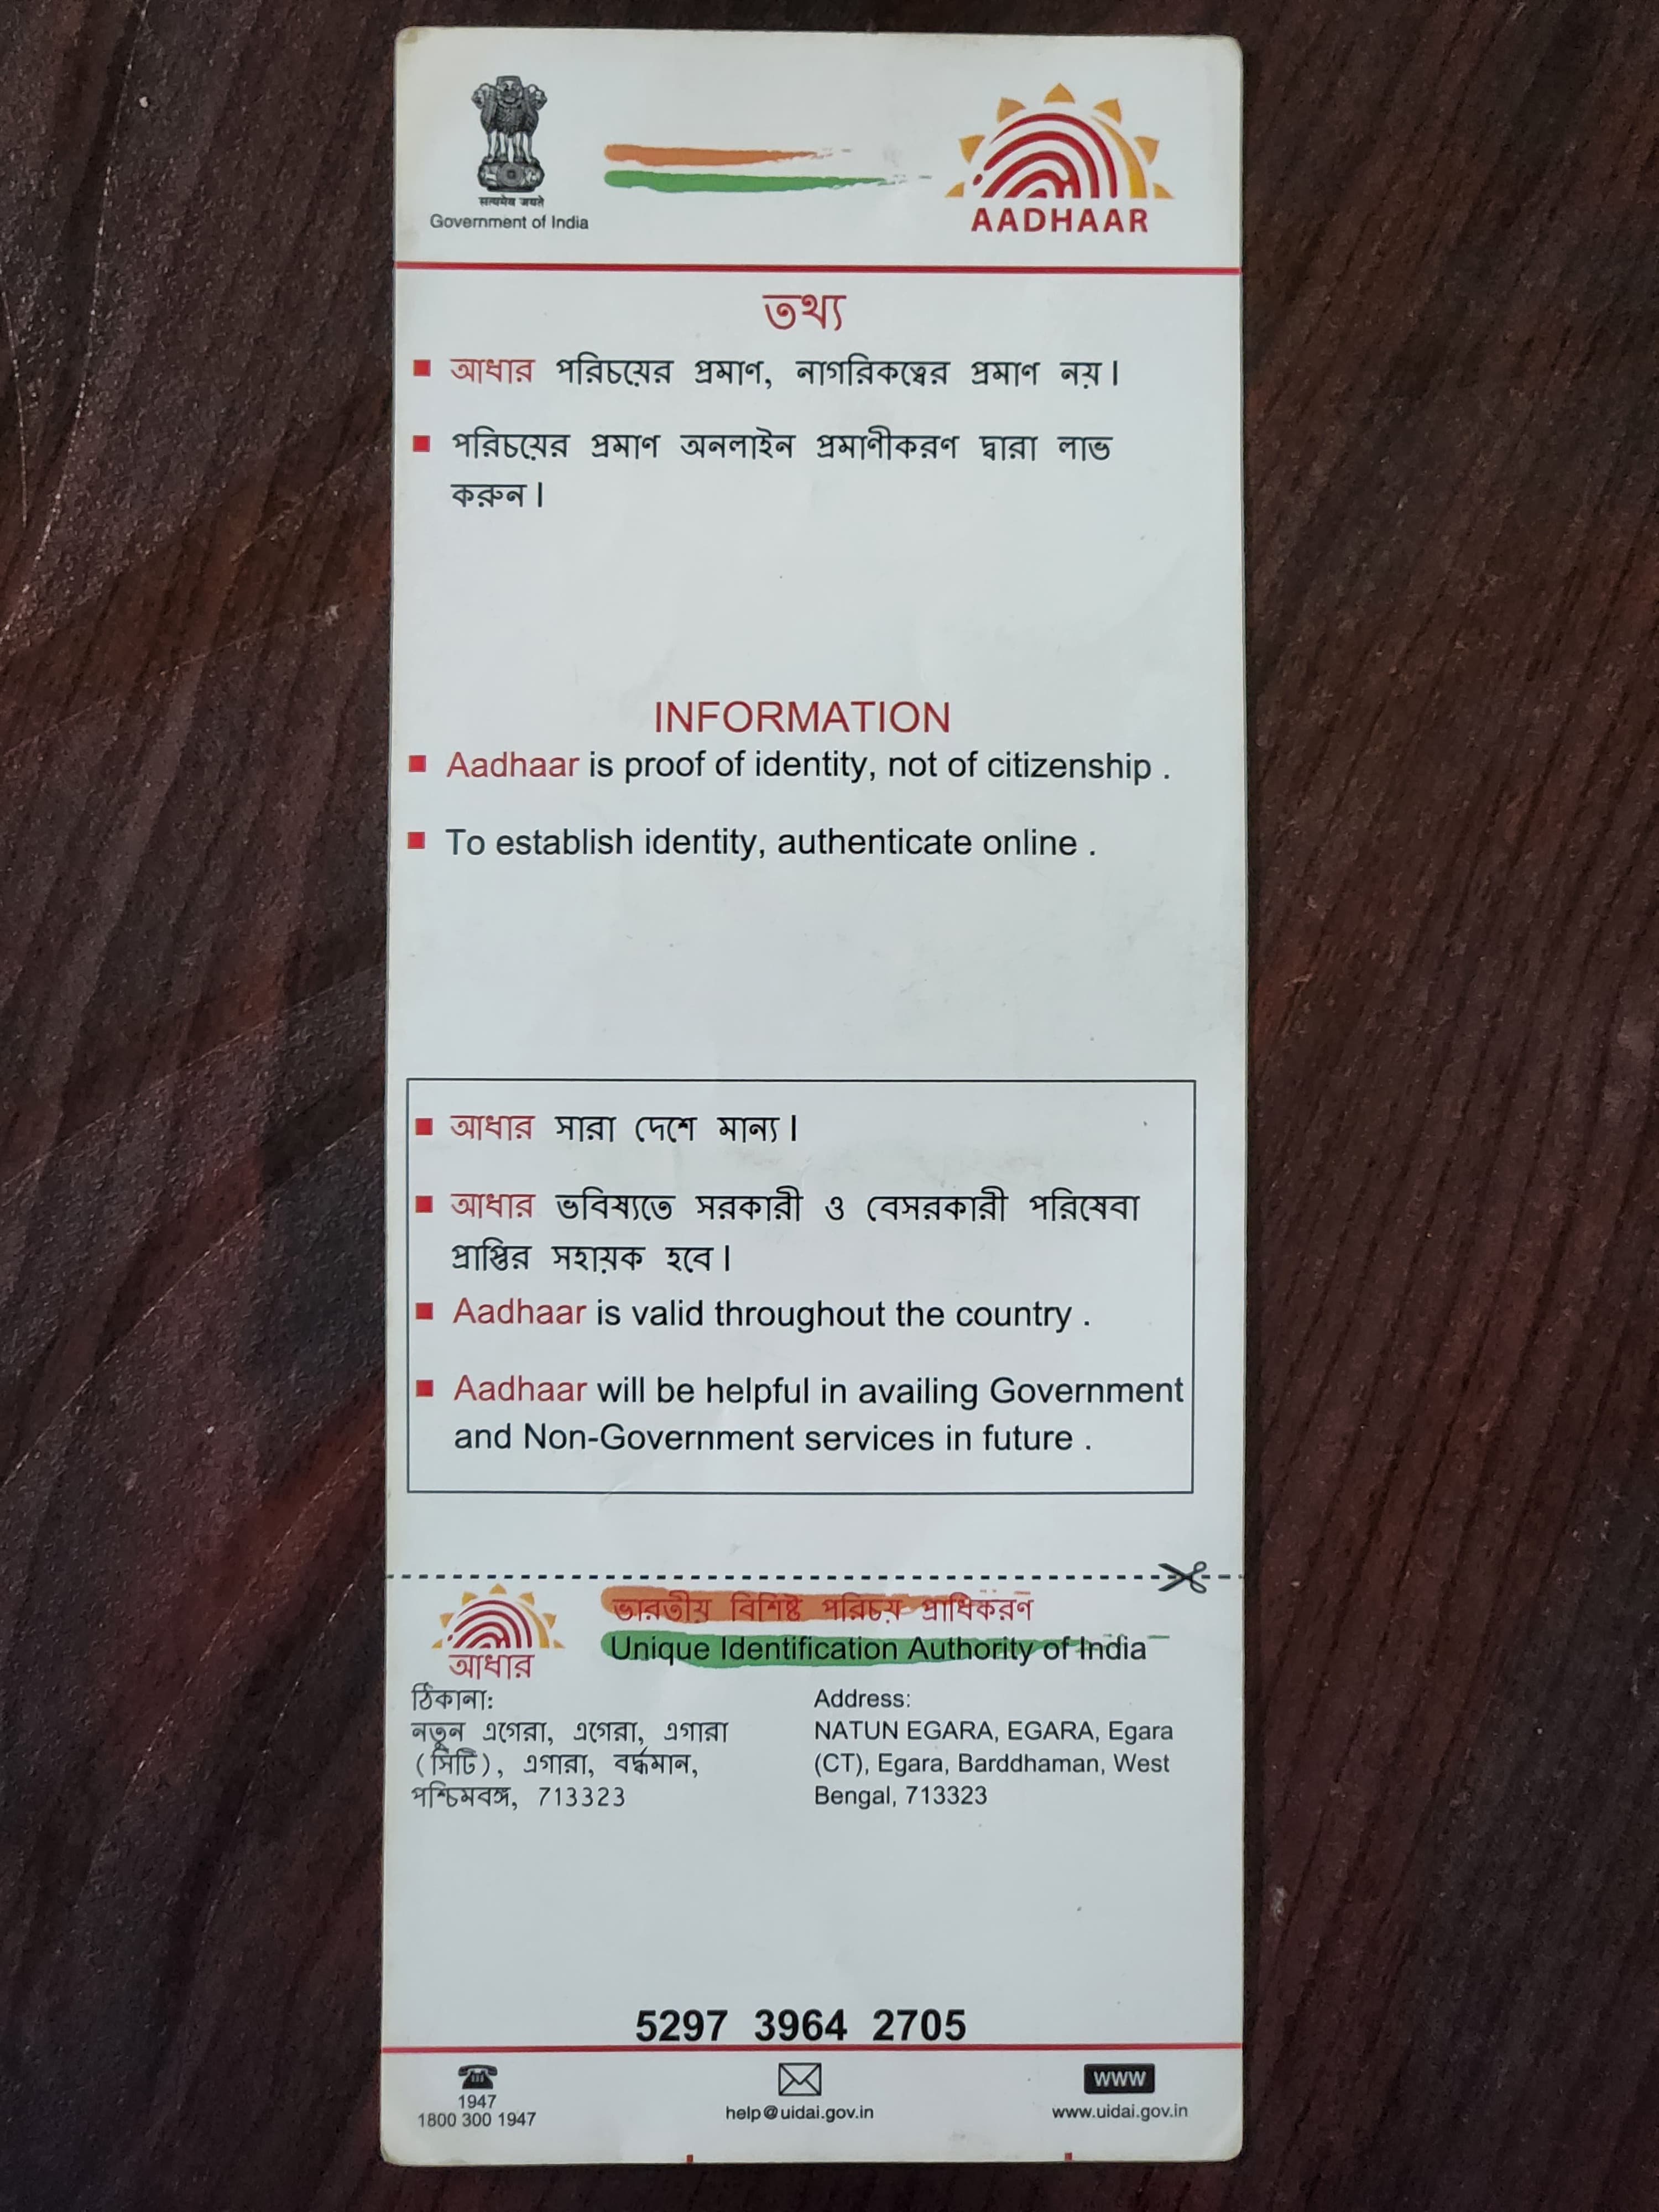 सत्यमेव जयते
Government of India
AADHAAR
তথ্য
আধার পরিচয়ের প্রমাণ, নাগরিকত্বের প্রমাণ নয়।
পরিচয়ের প্রমাণ অনলাইন প্রমাণীকরণ দ্বারা লাভ
করুন।
INFORMATION
Aadhaar is proof of identity, not of citizenship .
To establish identity, authenticate online .
আধার সারা দেশে মান্য।
আধার ভবিষ্যতে সরকারী ও বেসরকারী পরিষেবা
প্রাপ্তির সহায়ক হবে।
Aadhaar is valid throughout the country .
Aadhaar will be helpful in availing Government
and Non-Government services in future .
ভারতীয় বিশিষ্ট পরিচয় প্রাধিকরণ
Unique Identification Authority of India
আধার
ঠিকানা:
নতুন এগেরা, এগেরা, এগারা
(সিটি), এগারা, বর্দ্ধমান,
পশ্চিমবঙ্গ, 713323
Address:
NATUN EGARA, EGARA, Egara
(CT), Egara, Barddhaman, West
Bengal, 713323
5297 3964 2705
1947
1800 300 1947
help@uidai.gov.in
www
www.uidai.gov.in